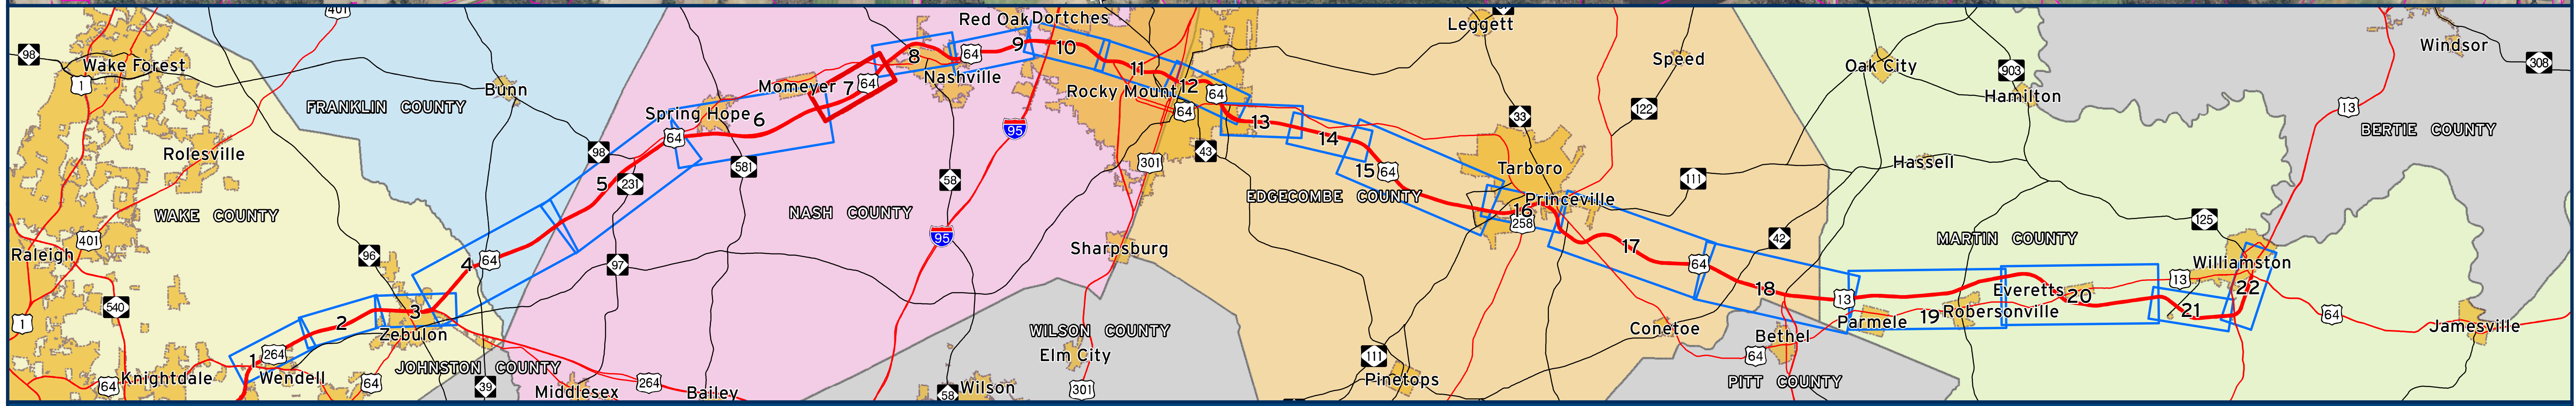 401
98
Wake Forest
1
FRANKLIN COUNTY
Bunn
Rolesville
WAKE COUNTY
98
401
Raleigh
96
540
1
64
4
3
2
Zebulon
264
1
Wendell
Knightdale
64
64
JOHNSTON COUNTY
39
Middlesex
264
Bailey
5
231
64
Spring Hope
6
581
97
Momeyer
7
64
8
64
9
Red Oak
Dortches
10
Nashville
11
Rocky Mount
12
64
64
95
58
NASH COUNTY
95
301
43
Sharpsburg
WILSON COUNTY
Elm City
301
58
Wilson
Leggett
Speed
33
122
13
14
15
64
EDGECOMBE COUNTY
Tarboro
Princeville
111
16
258
17
64
42
18
13
Conetoe
111
Pinetops
Bethel
64
PITT COUNTY
Oak City
903
Hamilton
Hassell
MARTIN COUNTY
125
Williamston
13
Everetts
20
19
Robersonville
Parmele
21
22
64
Jamesville
13
BERTIE COUNTY
Windsor
308